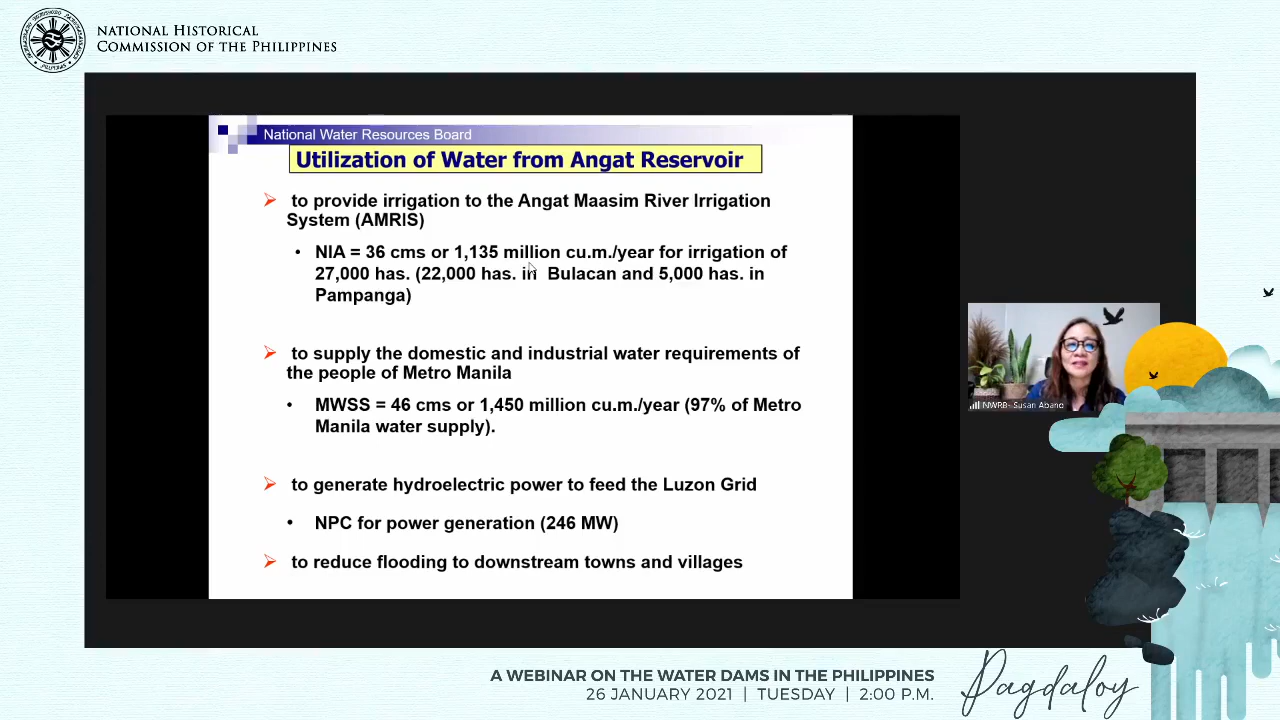 NATIONAL HISTORICAL
COMMISSION OF THE PHILIPPINES
National Water Resources Board
Utilization of Water from Angat Reservoir
to provide irrigation to the Angat Maasim River Irrigation
System (AMRIS)
• NIA = 36 cms or 1,135 million cu.m./year for irrigation of
27,000 has. (22,000 has. in Bulacan and 5,000 has. in
Pampanga)
to supply the domestic and industrial water requirements of
the people of Metro Manila
• MWSS = 46 cms or 1,450 million cu.m./year (97% of Metro
Manila water supply).
to generate hydroelectric power to feed the Luzon Grid
• NPC for power generation (246 MW)
to reduce flooding to downstream towns and villages
NWRB- Susan Abano
A WEBINAR ON THE WATER DAMS IN THE PHILIPPINES
26 JANUARY 2021 | TUESDAY | 2:00 P.M.
Pagdaloy